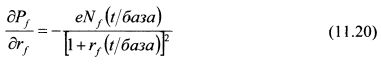 ∂P_f/∂r_f = − eN_f(t/база)/[1 + r_f(t/база)]² (11.20)